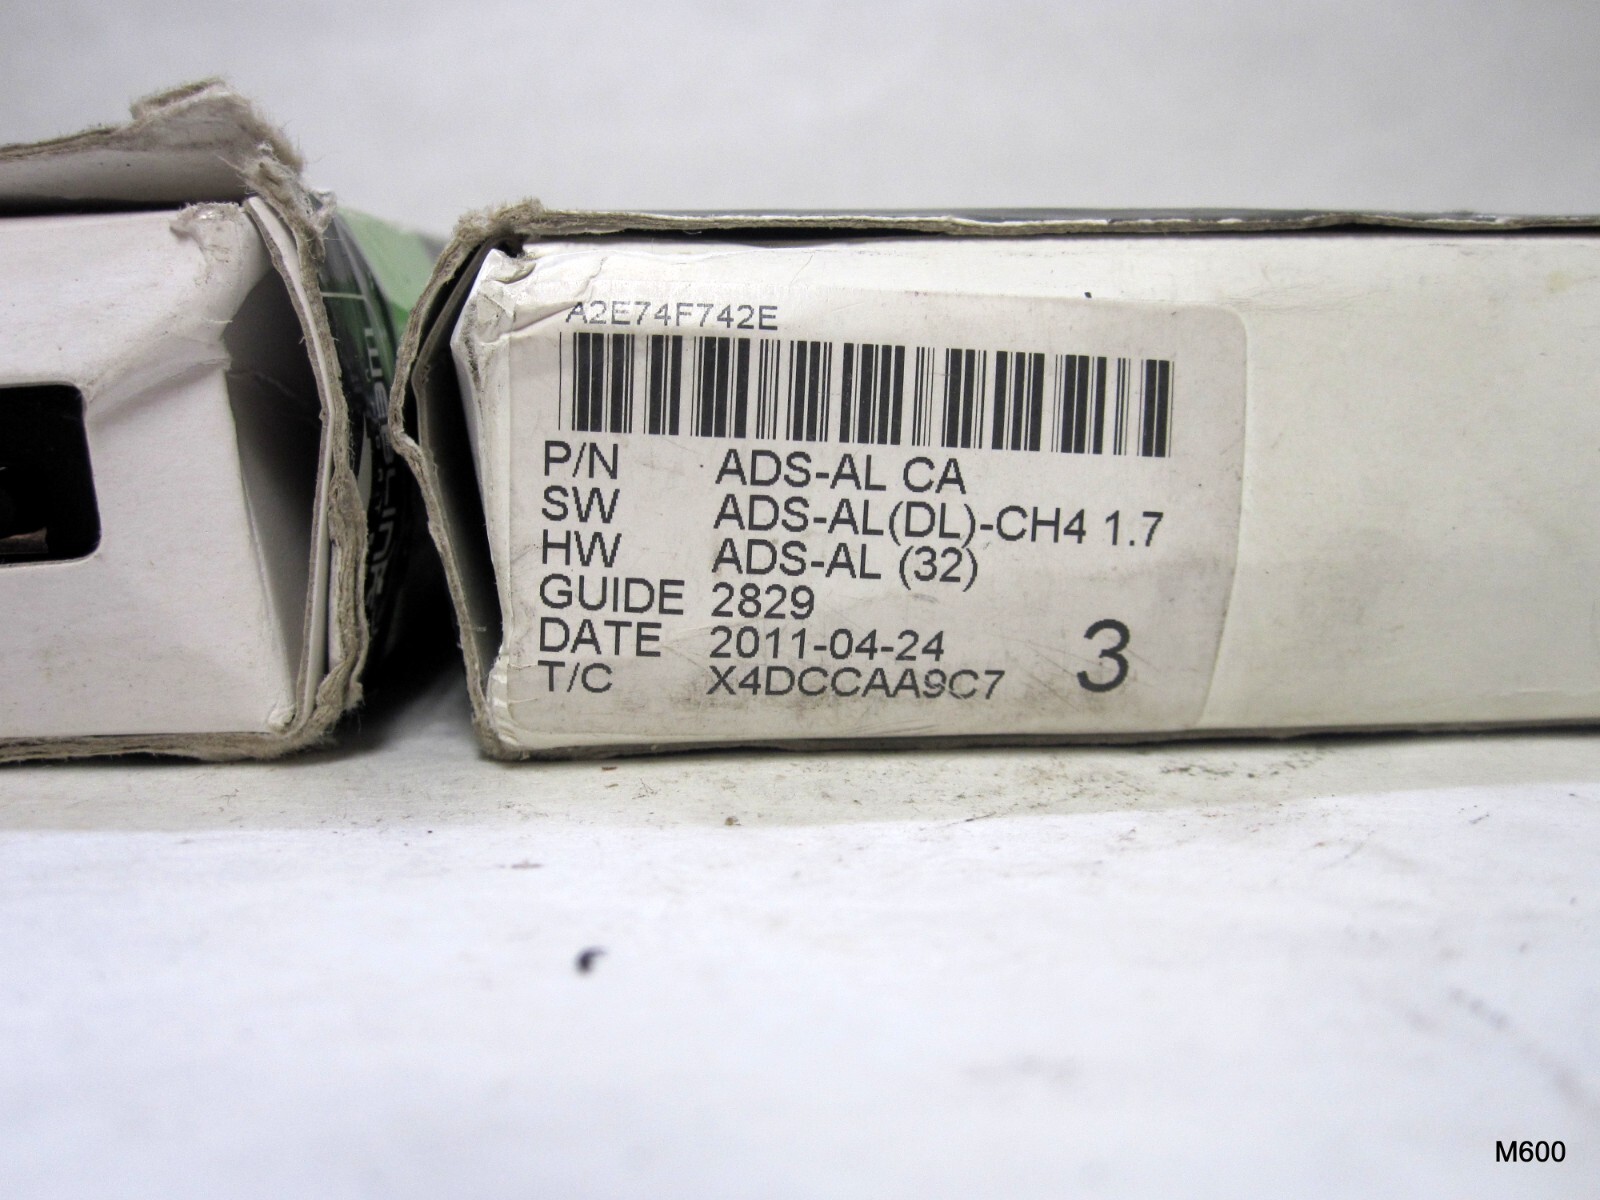 A2E74F742E
P/N ADS-AL CA
SW ADS-AL(DL)-CH4 1.7
HW ADS-AL (32)
GUIDE 2829
DATE 2011-04-24
T/C X4DCCAA9C7
3
M600